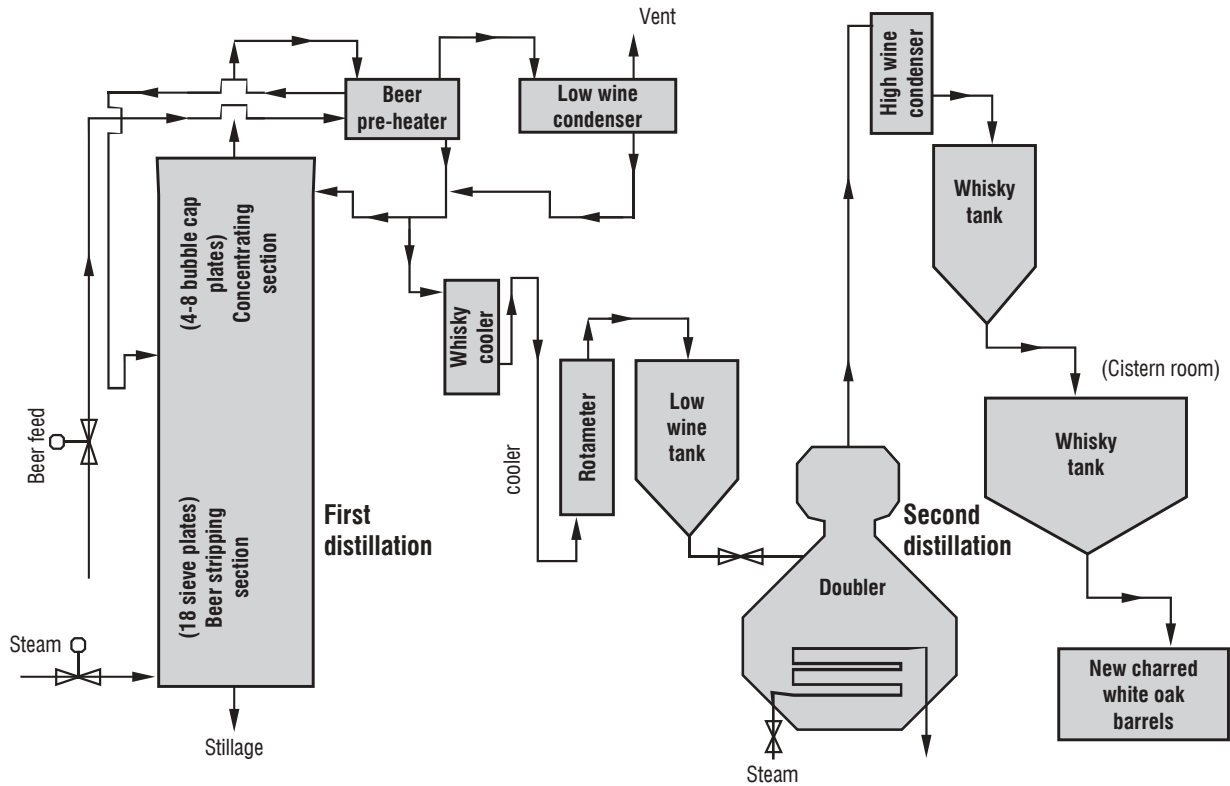 Vent
Beer
pre-heater
Low wine
condenser
High wine
condenser
Whisky
tank
(4-8 bubble cap
plates)
Concentrating
section
Whisky
cooler
cooler
Rotameter
Low
wine
tank
(Cistern room)
Whisky
tank
Beer feed
(18 sieve plates)
Beer stripping
section
First
distillation
Second
distillation
Doubler
Steam
Stillage
Steam
New charred
white oak
barrels